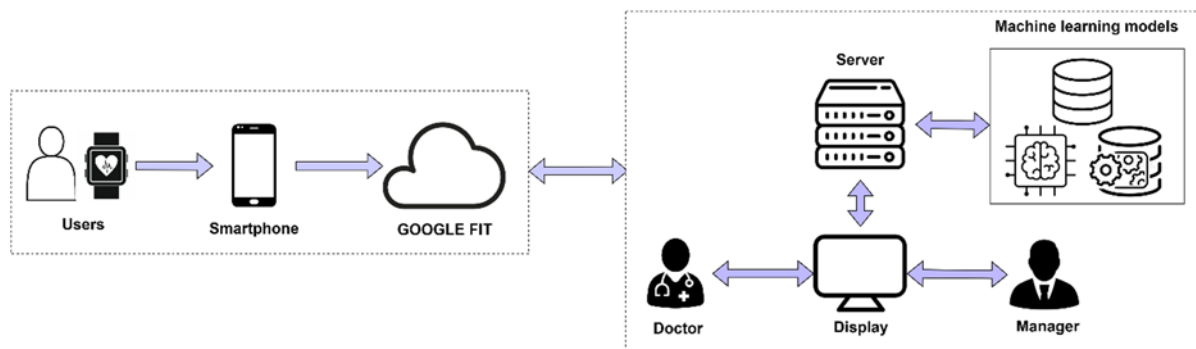 Machine learning models
Server
Users
Smartphone
GOOGLE FIT
Doctor
Display
Manager